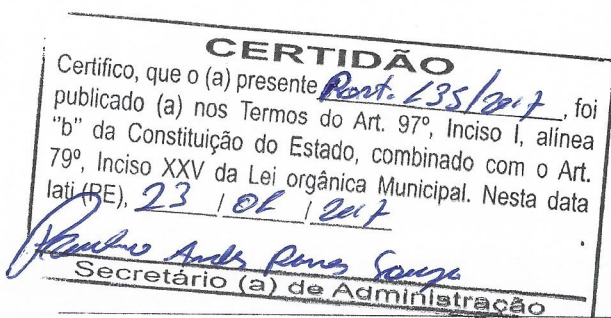 CERTIDÃO
Certifico, que o (a) presente Port. 135/2017, foi
publicado (a) nos Termos do Art. 97º, Inciso I, alínea
"b" da Constituição do Estado, combinado com o Art.
79º, Inciso XXV da Lei orgânica Municipal. Nesta data
Iati (PE), 23 / / 2017
Secretário (a) de Administração